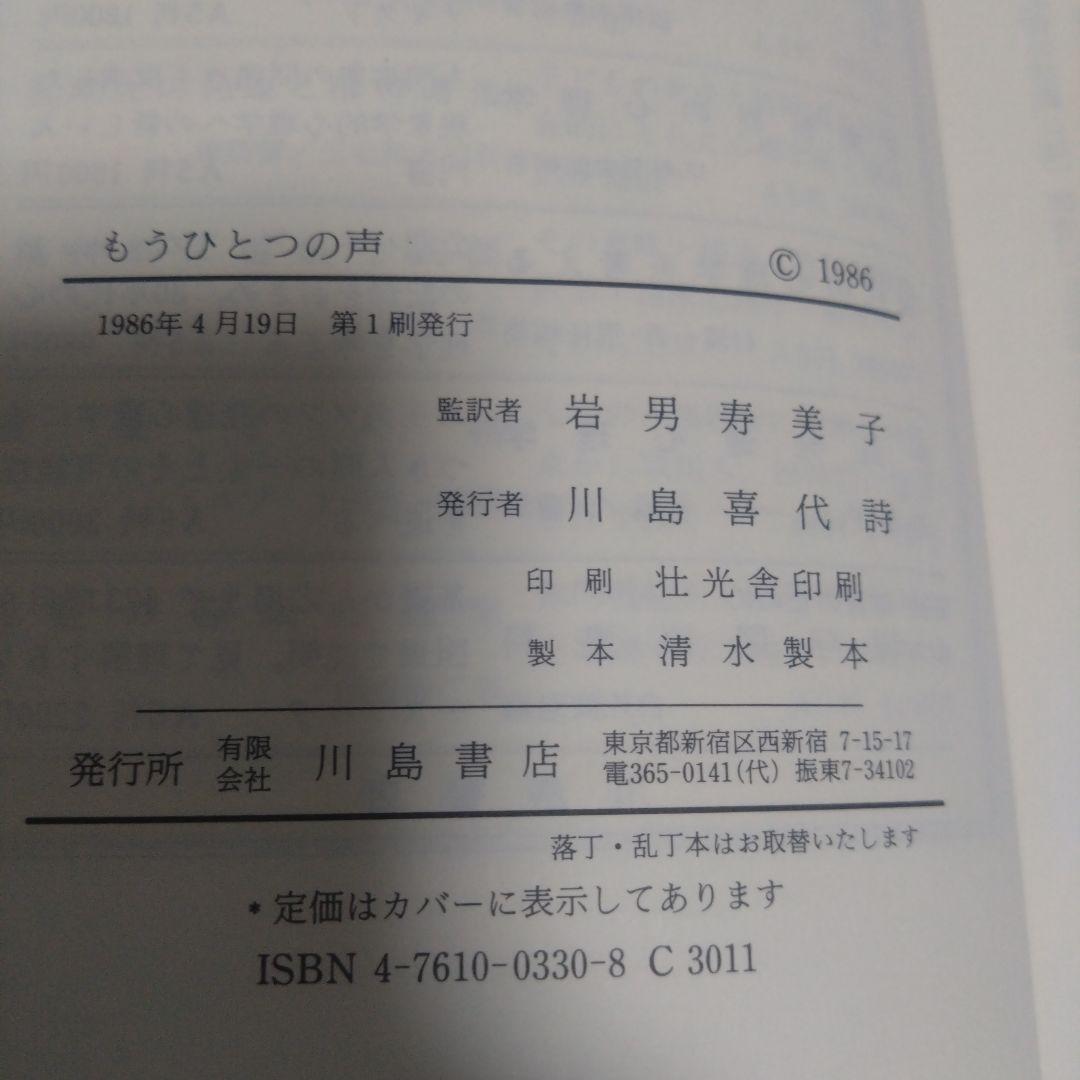 もうひとつの声 © 1986
1986年4月19日 第1刷発行
監訳者 岩男寿美子
発行者 川島喜代詩
印刷 壮光舎印刷
製本 清水製本
発行所 有限会社 川島書店
東京都新宿区西新宿 7-15-17
電365-0141(代) 振東7-34102
落丁・乱丁本はお取替いたします
* 定価はカバーに表示してあります
ISBN 4-7610-0330-8 C 3011